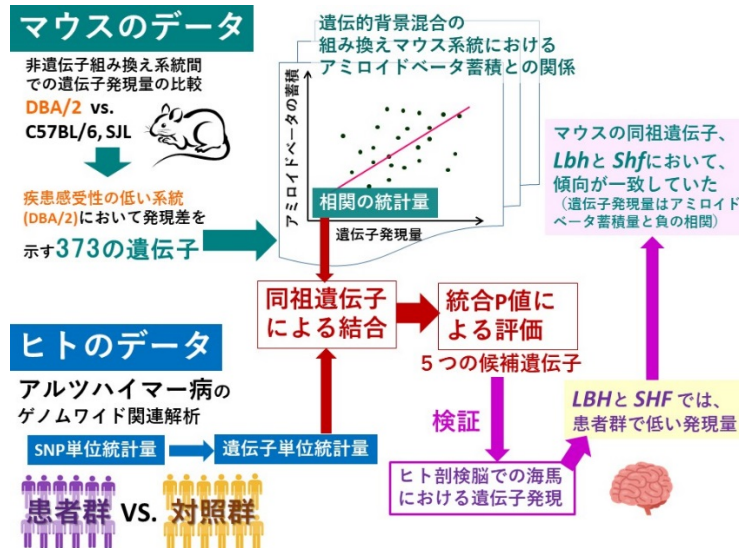 マウスのデータ
非遺伝子組み換え系統間
での遺伝子発現量の比較
DBA/2 vs.
C57BL/6, SJL
疾患感受性の低い系統
(DBA/2)において発現差を
示す373の遺伝子
遺伝的背景混合の
組み換えマウス系統における
アミロイドベータ蓄積との関係
アミロイドベータの蓄積
相関の統計量
遺伝子発現量
同祖遺伝子
による結合
統合P値に
よる評価
５つの候補遺伝子
検証
ヒト剖検脳での海馬
における遺伝子発現
LBHとSHFでは、
患者群で低い発現量
マウスの同祖遺伝子、
LbhとShfにおいて、
傾向が一致していた
（遺伝子発現量はアミロイド
ベータ蓄積量と負の相関）
ヒトのデータ
アルツハイマー病の
ゲノムワイド関連解析
SNP単位統計量
遺伝子単位統計量
患者群 VS. 対照群